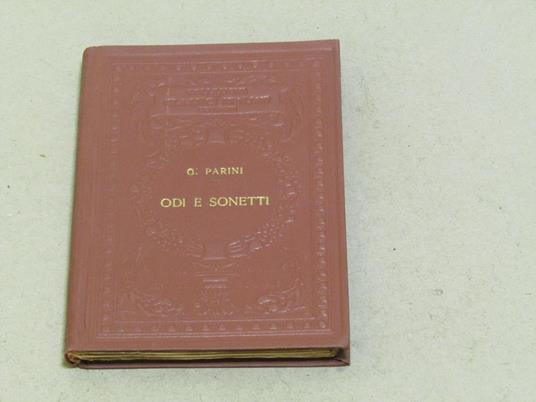 G. PARINI
ODI E SONETTI